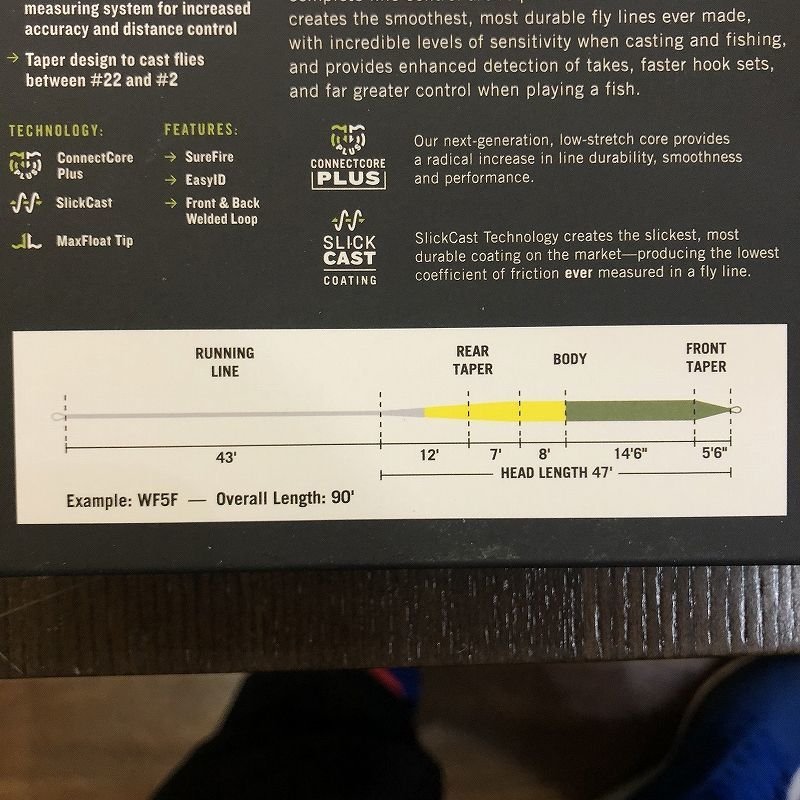 measuring system for increased
accuracy and distance control
→ Taper design to cast flies
between #22 and #2
creates the smoothest, most durable fly lines ever made,
with incredible levels of sensitivity when casting and fishing,
and provides enhanced detection of takes, faster hook sets,
and far greater control when playing a fish.
TECHNOLOGY:
ConnectCore
Plus
SlickCast
MaxFloat Tip
FEATURES:
→ SureFire
→ EasyID
→ Front & Back
Welded Loop
PLUS
CONNECTCORE
PLUS
Our next-generation, low-stretch core provides
a radical increase in line durability, smoothness
and performance.
SLICK
CAST
COATING
SlickCast Technology creates the slickest, most
durable coating on the market—producing the lowest
coefficient of friction ever measured in a fly line.
RUNNING
LINE
REAR
TAPER
BODY
FRONT
TAPER
43' 12' 7' 8' 14'6" 5'6"
HEAD LENGTH 47'
Example: WF5F — Overall Length: 90'